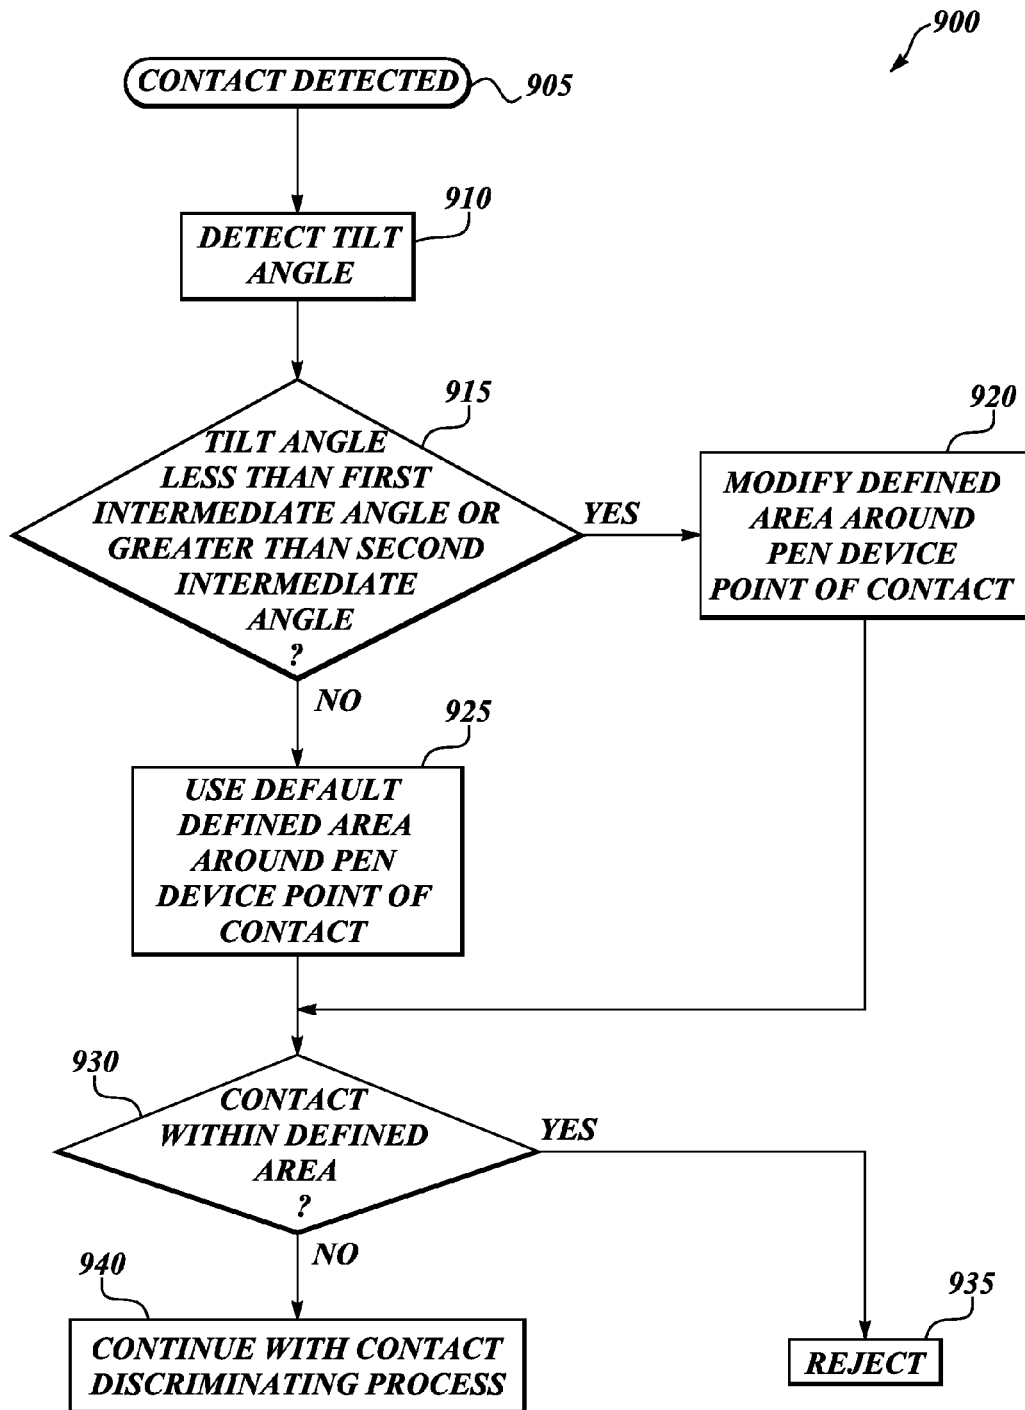 900
CONTACT DETECTED
905
910
DETECT TILT
ANGLE
915
TILT ANGLE
LESS THAN FIRST
INTERMEDIATE ANGLE OR
GREATER THAN SECOND
INTERMEDIATE
ANGLE
?
YES
920
MODIFY DEFINED
AREA AROUND
PEN DEVICE
POINT OF CONTACT
NO
925
USE DEFAULT
DEFINED AREA
AROUND PEN
DEVICE POINT OF
CONTACT
930
CONTACT
WITHIN DEFINED
AREA
?
YES
NO
940
CONTINUE WITH CONTACT
DISCRIMINATING PROCESS
935
REJECT